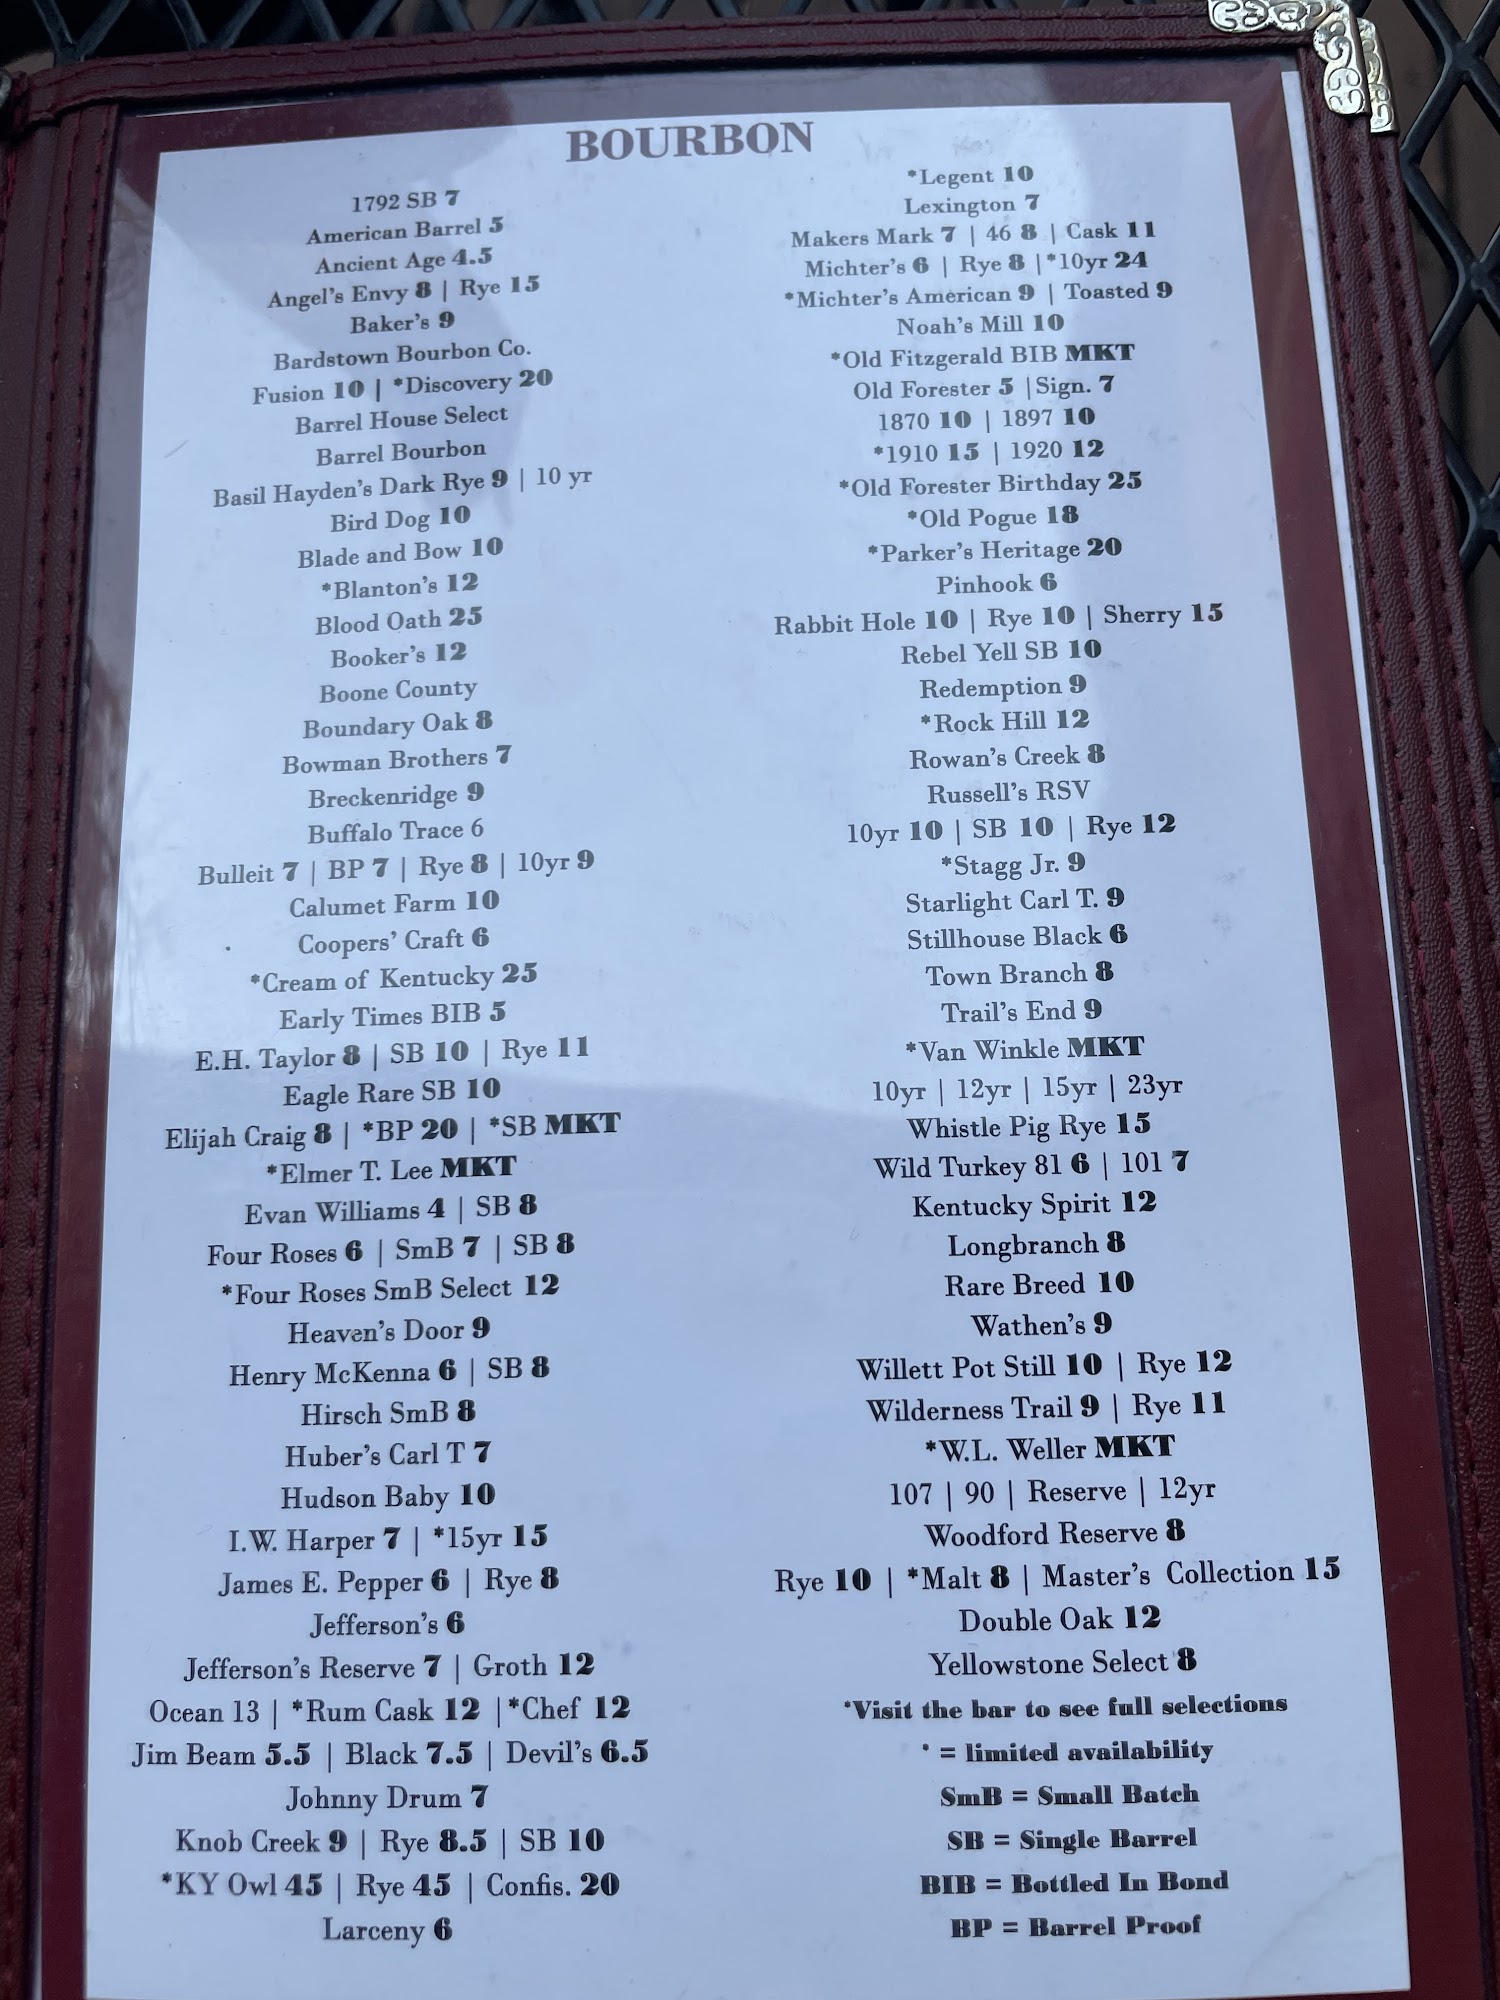 BOURBON
1792 SB 7
American Barrel 5
Ancient Age 4.5
Angel's Envy 8 | Rye 15
Baker's 9
Bardstown Bourbon Co.
Fusion 10 | *Discovery 20
Barrel House Select
Barrel Bourbon
Basil Hayden's Dark Rye 9 | 10 yr
Bird Dog 10
Blade and Bow 10
*Blanton's 12
Blood Oath 25
Booker's 12
Boone County
Boundary Oak 8
Bowman Brothers 7
Breckenridge 9
Buffalo Trace 6
Bulleit 7 | BP 7 | Rye 8 | 10yr 9
Calumet Farm 10
Coopers' Craft 6
*Cream of Kentucky 25
Early Times BIB 5
E.H. Taylor 8 | SB 10 | Rye 11
Eagle Rare SB 10
Elijah Craig 8 | *BP 20 | *SB MKT
*Elmer T. Lee MKT
Evan Williams 4 | SB 8
Four Roses 6 | SmB 7 | SB 8
*Four Roses SmB Select 12
Heaven's Door 9
Henry McKenna 6 | SB 8
Hirsch SmB 8
Huber's Carl T 7
Hudson Baby 10
I.W. Harper 7 | *15yr 15
James E. Pepper 6 | Rye 8
Jefferson's 6
Jefferson's Reserve 7 | Groth 12
Ocean 13 | *Rum Cask 12 |*Chef 12
Jim Beam 5.5 | Black 7.5 | Devil's 6.5
Johnny Drum 7
Knob Creek 9 | Rye 8.5 | SB 10
*KY Owl 45 | Rye 45 | Confis. 20
Larceny 6
*Legent 10
Lexington 7
Makers Mark 7 | 46 8 | Cask 11
Michter's 6 | Rye 8 |*10yr 24
*Michter's American 9 | Toasted 9
Noah's Mill 10
*Old Fitzgerald BIB MKT
Old Forester 5 |Sign. 7
1870 10 | 1897 10
*1910 15 | 1920 12
*Old Forester Birthday 25
*Old Pogue 18
*Parker's Heritage 20
Pinhook 6
Rabbit Hole 10 | Rye 10 | Sherry 15
Rebel Yell SB 10
Redemption 9
*Rock Hill 12
Rowan's Creek 8
Russell's RSV
10yr 10 | SB 10 | Rye 12
*Stagg Jr. 9
Starlight Carl T. 9
Stillhouse Black 6
Town Branch 8
Trail's End 9
*Van Winkle MKT
10yr | 12yr | 15yr | 23yr
Whistle Pig Rye 15
Wild Turkey 81 6 | 101 7
Kentucky Spirit 12
Longbranch 8
Rare Breed 10
Wathen's 9
Willett Pot Still 10 | Rye 12
Wilderness Trail 9 | Rye 11
*W.L. Weller MKT
107 | 90 | Reserve | 12yr
Woodford Reserve 8
Rye 10 | *Malt 8 | Master's Collection 15
Double Oak 12
Yellowstone Select 8
*Visit the bar to see full selections
* = limited availability
SmB = Small Batch
SB = Single Barrel
BIB = Bottled In Bond
BP = Barrel Proof